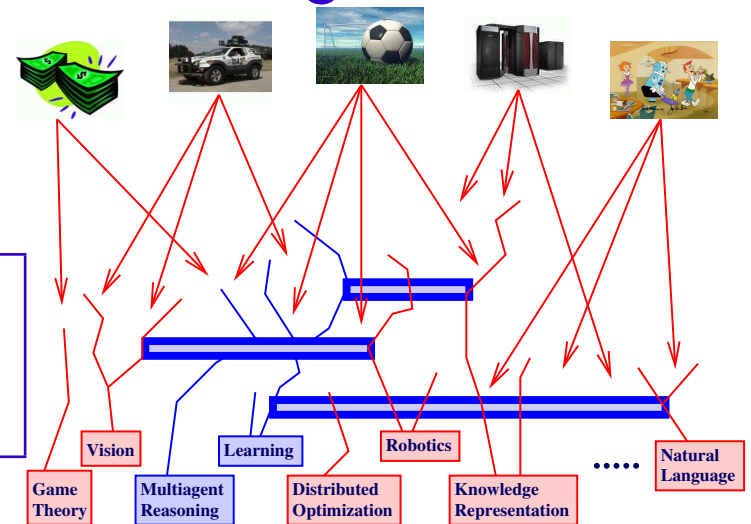 Vision
Learning
Robotics
Natural
Language
Game
Theory
Multiagent
Reasoning
Distributed
Optimization
Knowledge
Representation